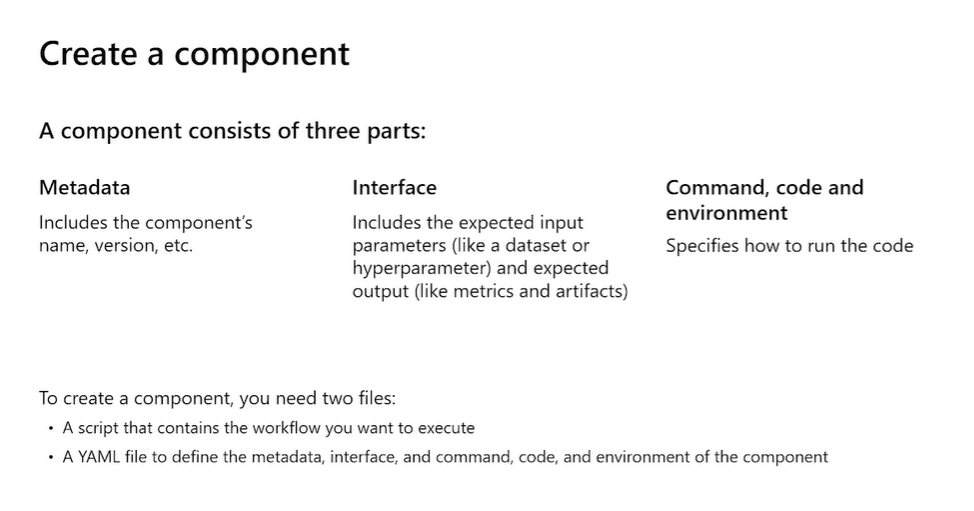 Create a component
A component consists of three parts:
Metadata
Includes the component's
name, version, etc.
Interface
Includes the expected input
parameters (like a dataset or
hyperparameter) and expected
output (like metrics and artifacts)
Command, code and
environment
Specifies how to run the code
To create a component, you need two files:
• A script that contains the workflow you want to execute
• A YAML file to define the metadata, interface, and command, code, and environment of the component